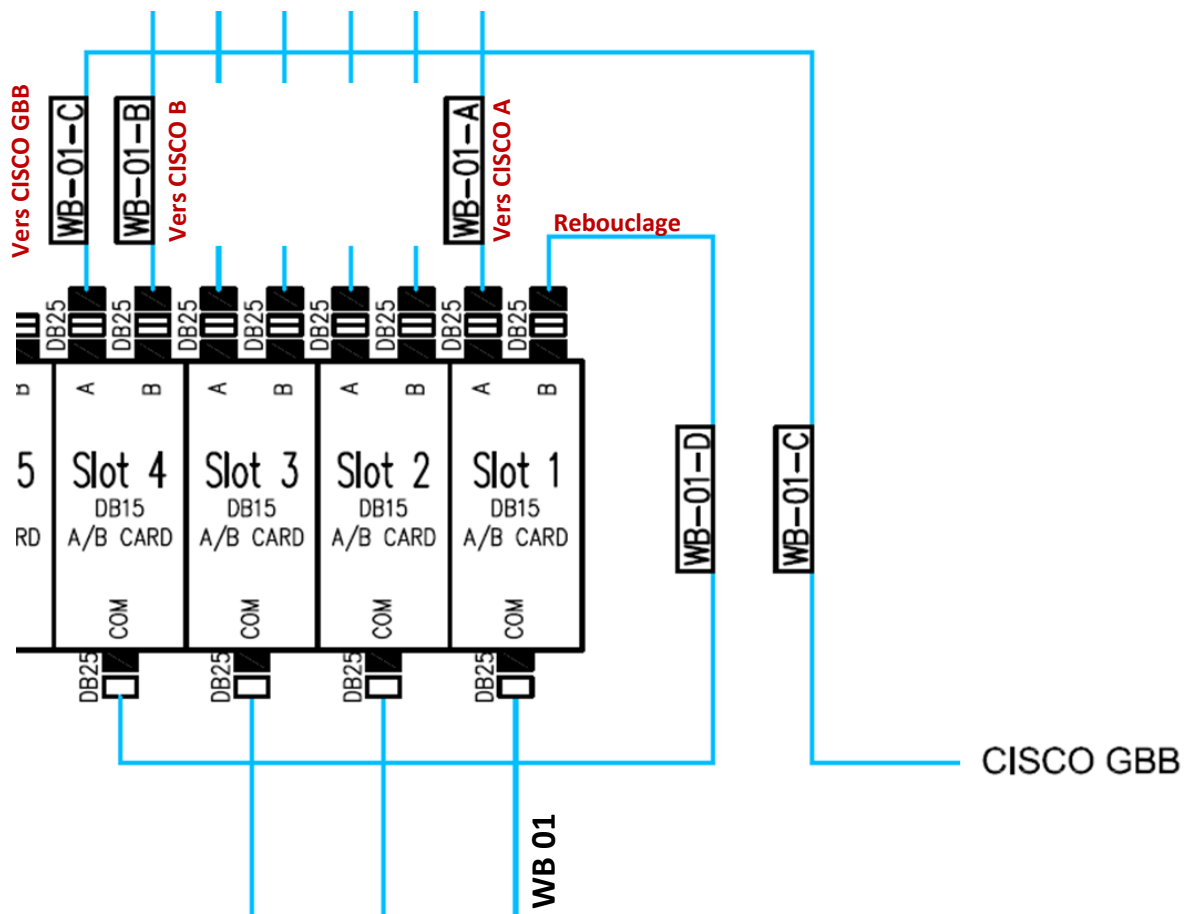 Vers CISCO GBB
WB-01-C
WB-01-B
Vers CISCO B
WB-01-A
Vers CISCO A
Rebouclage
DB25
DB25
DB25
DB25
DB25
DB25
DB25
DB25
B
A
B
A
B
A
B
A
B
5
Slot 4
Slot 3
Slot 2
Slot 1
DB15
DB15
DB15
DB15
RD
A/B CARD
A/B CARD
A/B CARD
A/B CARD
COM
COM
COM
COM
DB25
DB25
DB25
DB25
WB-01-D
WB-01-C
CISCO GBB
WB 01